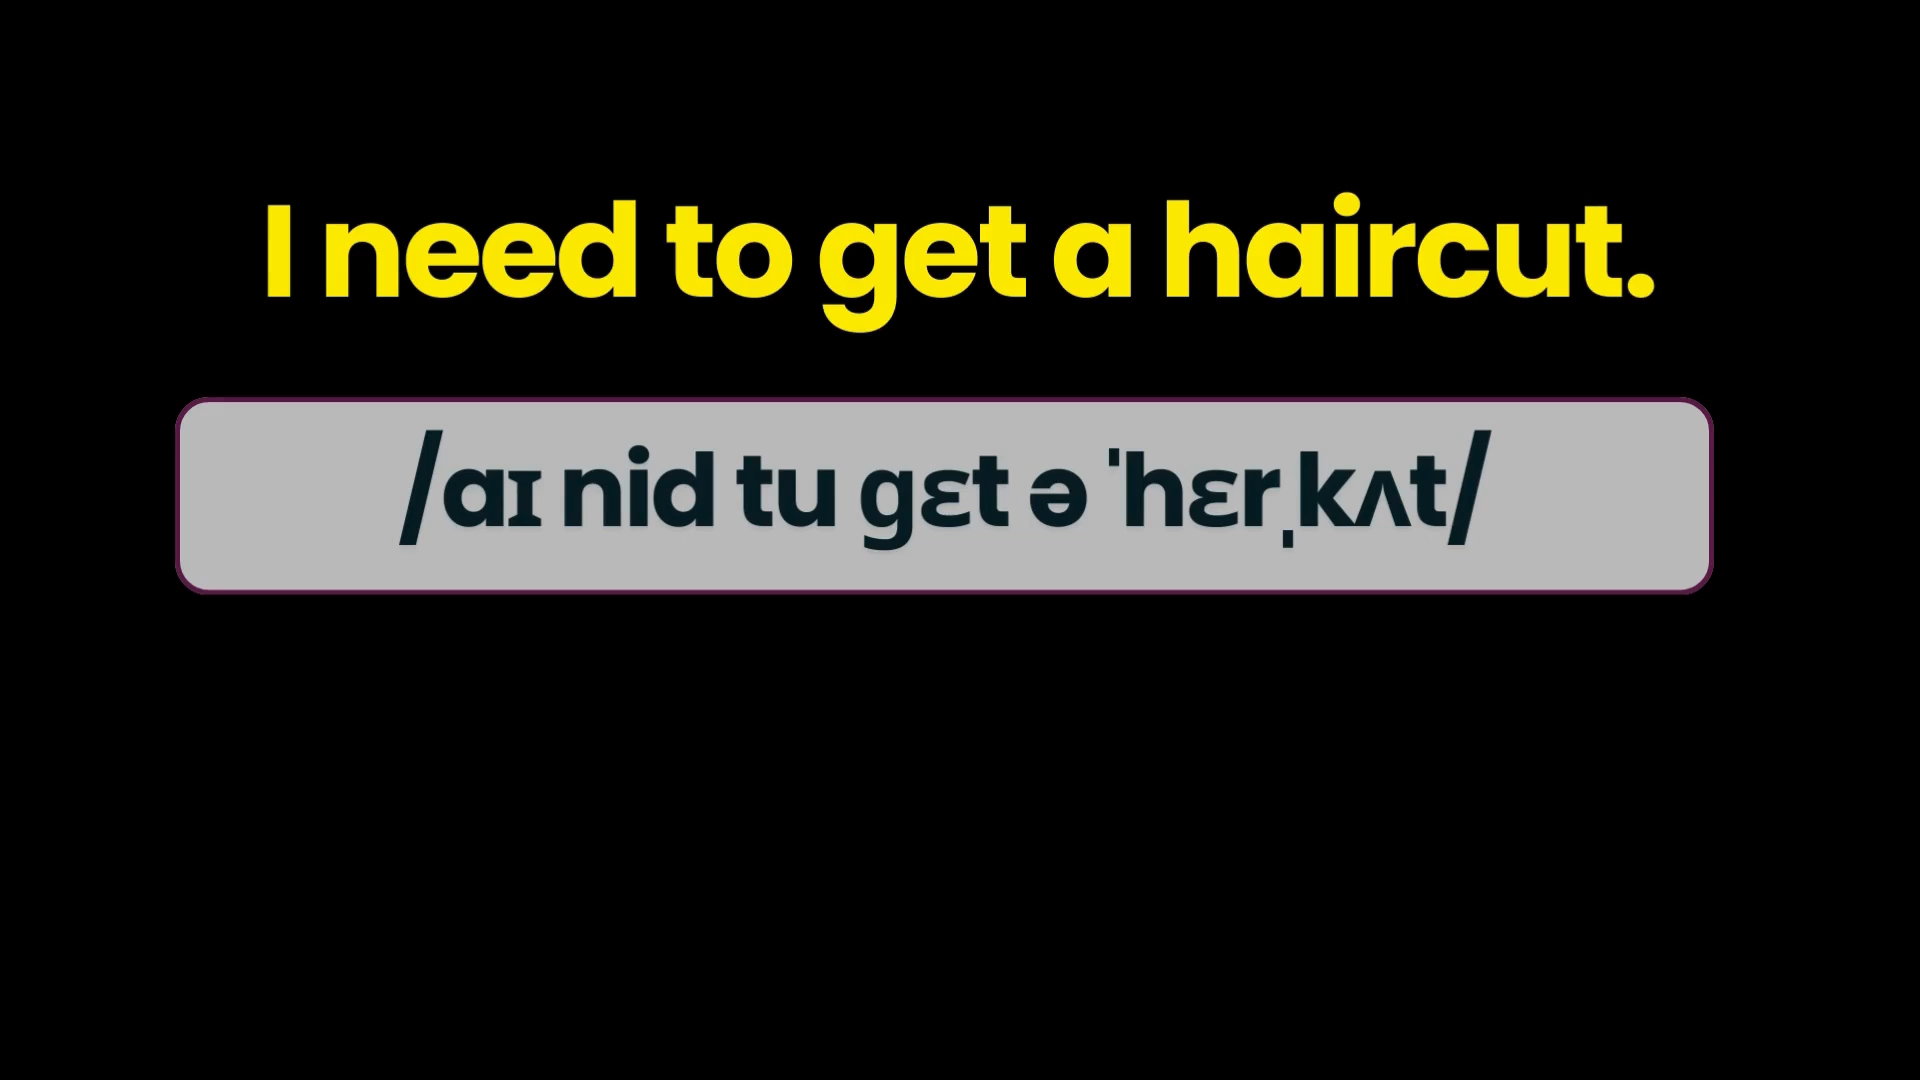 I need to get a haircut.
/aɪ nid tu gɛt ə ˈhɛrˌkʌt/